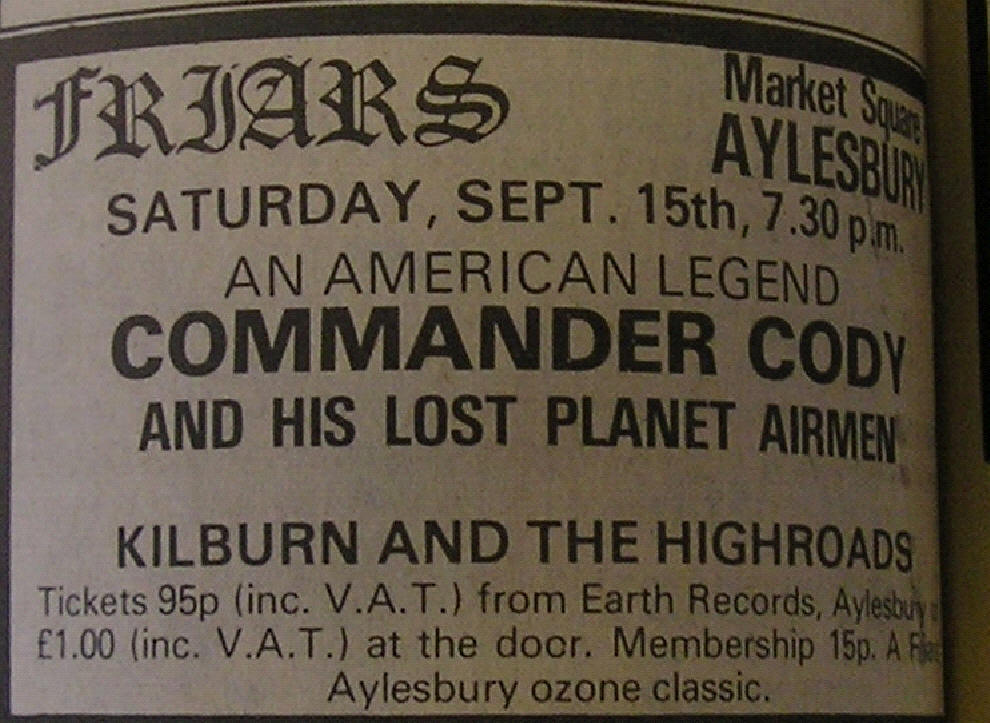 FRIARS
Market Square
AYLESBURY
SATURDAY, SEPT. 15th, 7.30 p.m.
AN AMERICAN LEGEND
COMMANDER CODY
AND HIS LOST PLANET AIRMEN
KILBURN AND THE HIGHROADS
Tickets 95p (inc. V.A.T.) from Earth Records, Aylesbury
£1.00 (inc. V.A.T.) at the door. Membership 15p. A
Aylesbury ozone classic.